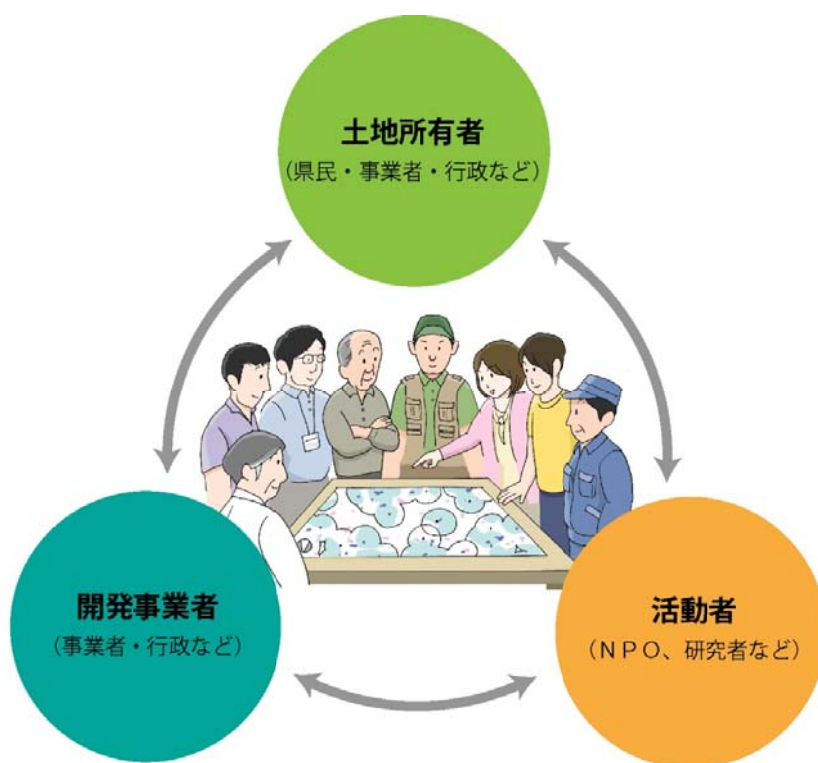 土地所有者
（県民・事業者・行政など）
開発事業者
（事業者・行政など）
活動者
（ＮＰＯ、研究者など）